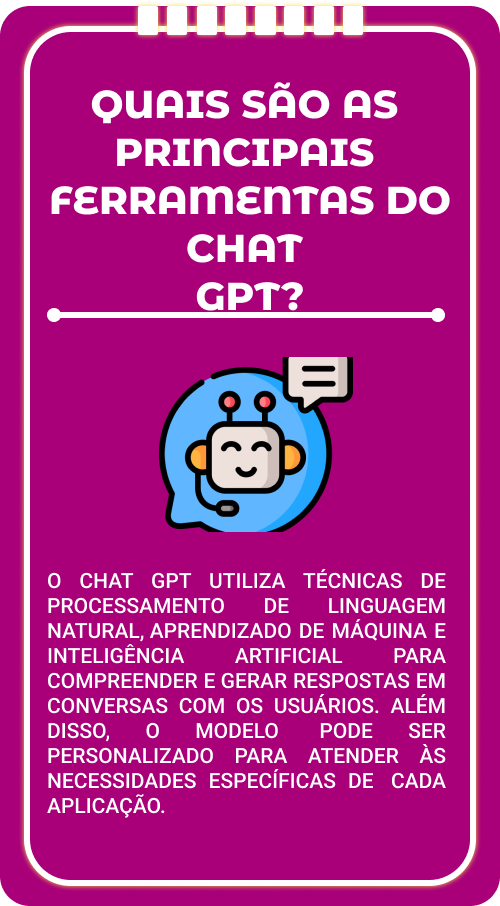 QUAIS SÃO AS
PRINCIPAIS
FERRAMENTAS DO
CHAT
GPT?
O CHAT GPT UTILIZA TÉCNICAS DE
PROCESSAMENTO DE LINGUAGEM
NATURAL, APRENDIZADO DE MÁQUINA E
INTELIGÊNCIA ARTIFICIAL PARA
COMPREENDER E GERAR RESPOSTAS EM
CONVERSAS COM OS USUÁRIOS. ALÉM
DISSO, O MODELO PODE SER
PERSONALIZADO PARA ATENDER ÀS
NECESSIDADES ESPECÍFICAS DE CADA
APLICAÇÃO.